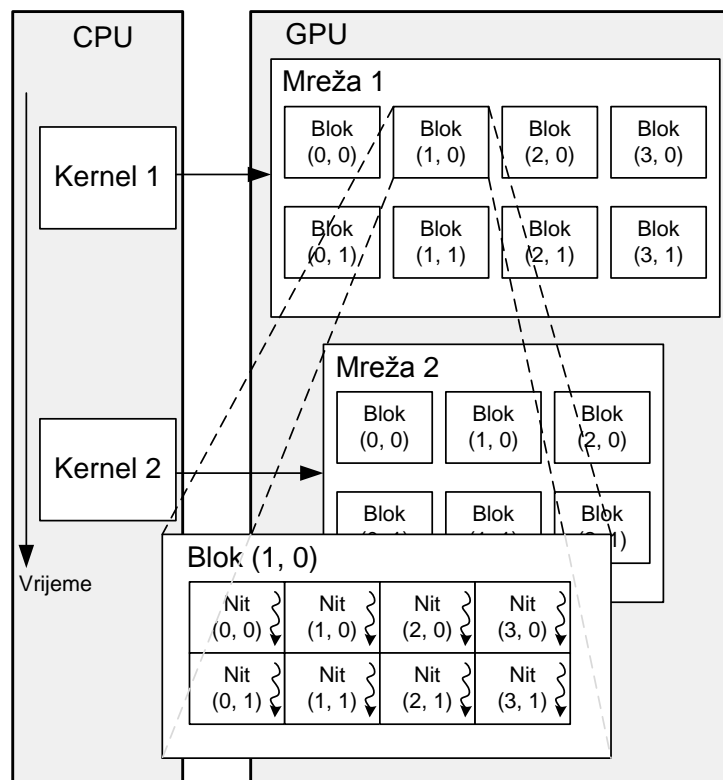 CPU
GPU
Mreža 1
Blok Blok Blok Blok
(0, 0) (1, 0) (2, 0) (3, 0)
Kernel 1
Blok Blok Blok Blok
(0, 1) (1, 1) (2, 1) (3, 1)
Mreža 2
Blok Blok Blok
(0, 0) (1, 0) (2, 0)
Kernel 2
Blok Blok Blok
Vrijeme
Blok (1, 0)
Nit Nit Nit Nit
(0, 0) (1, 0) (2, 0) (3, 0)
Nit Nit Nit Nit
(0, 1) (1, 1) (2, 1) (3, 1)